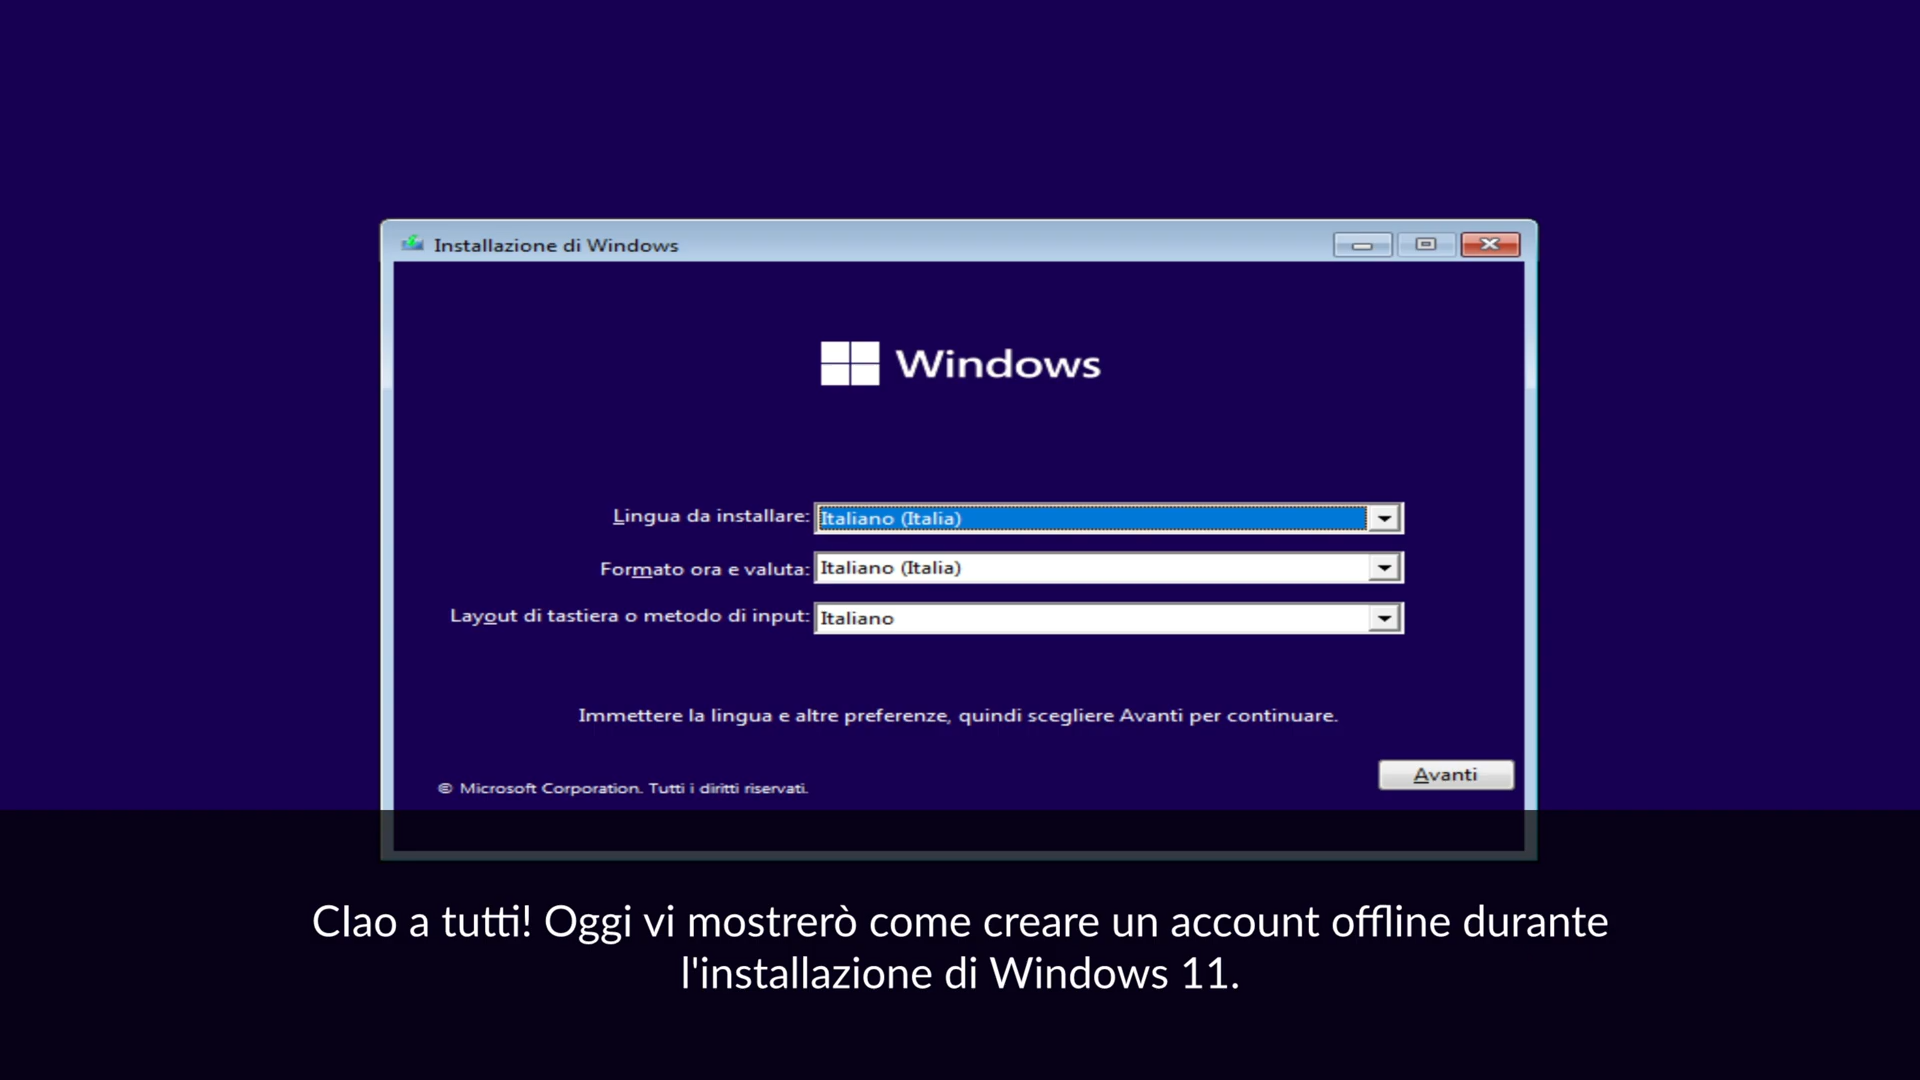 Installazione di Windows
Windows
Lingua da installare: Italiano (Italia)
Formato ora e valuta: Italiano (Italia)
Layout di tastiera o metodo di input: Italiano
Immettere la lingua e altre preferenze, quindi scegliere Avanti per continuare.
© Microsoft Corporation. Tutti i diritti riservati.
Avanti
Clao a tutti! Oggi vi mostrerò come creare un account offline durante
l'installazione di Windows 11.